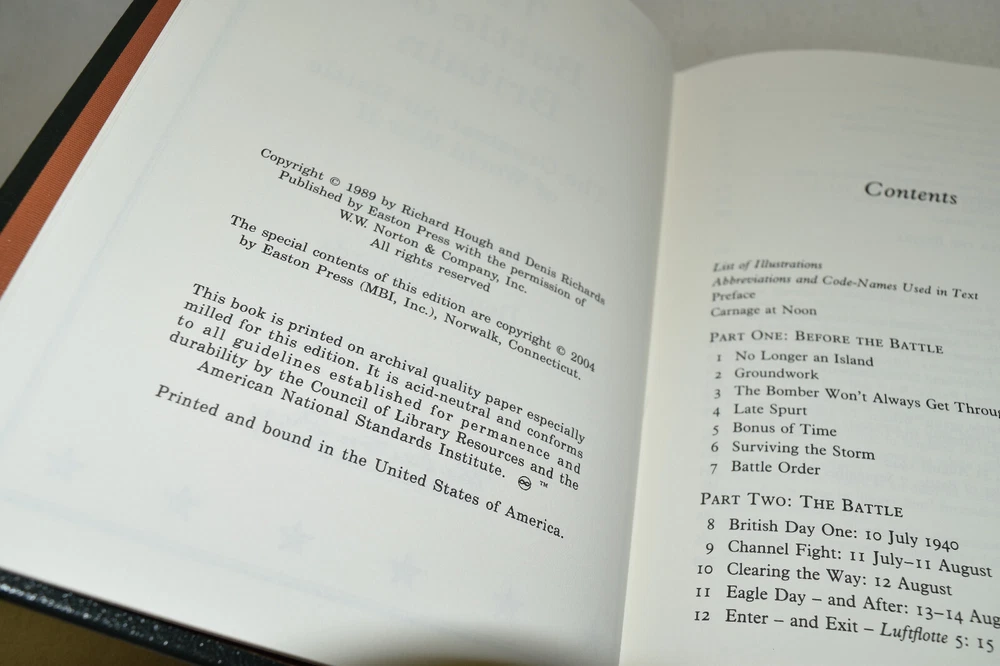 Copyright © 1989 by Richard Hough and Denis Richards
Published by Easton Press with the permission of
W.W. Norton & Company, Inc.
All rights reserved
The special contents of this edition are copyright © 2004
by Easton Press (MBI, Inc.), Norwalk, Connecticut.
This book is printed on archival quality paper especially
milled for this edition. It is acid-neutral and conforms
to all guidelines established for permanence and
durability by the Council of Library Resources and the
American National Standards Institute. ♾ ™
Printed and bound in the United States of America.
Contents
List of Illustrations
Abbreviations and Code-Names Used in Text
Preface
Carnage at Noon
PART ONE: BEFORE THE BATTLE
1 No Longer an Island
2 Groundwork
3 The Bomber Won't Always Get Throu
4 Late Spurt
5 Bonus of Time
6 Surviving the Storm
7 Battle Order
PART TWO: THE BATTLE
8 British Day One: 10 July 1940
9 Channel Fight: 11 July–11 August
10 Clearing the Way: 12 August
11 Eagle Day – and After: 13–14 Aug
12 Enter – and Exit – Luftflotte 5: 15